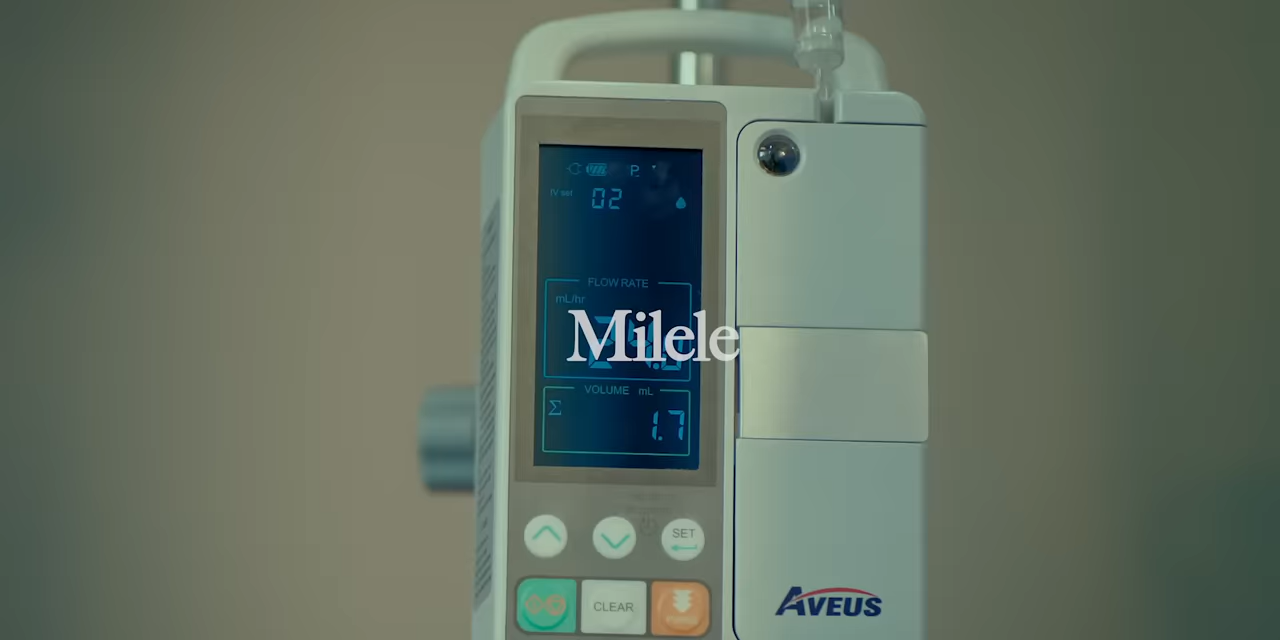 P
IV set
02
FLOW RATE
mL/hr
Milele
VOLUME mL
Σ
1.7
SET
CLEAR
AVEUS